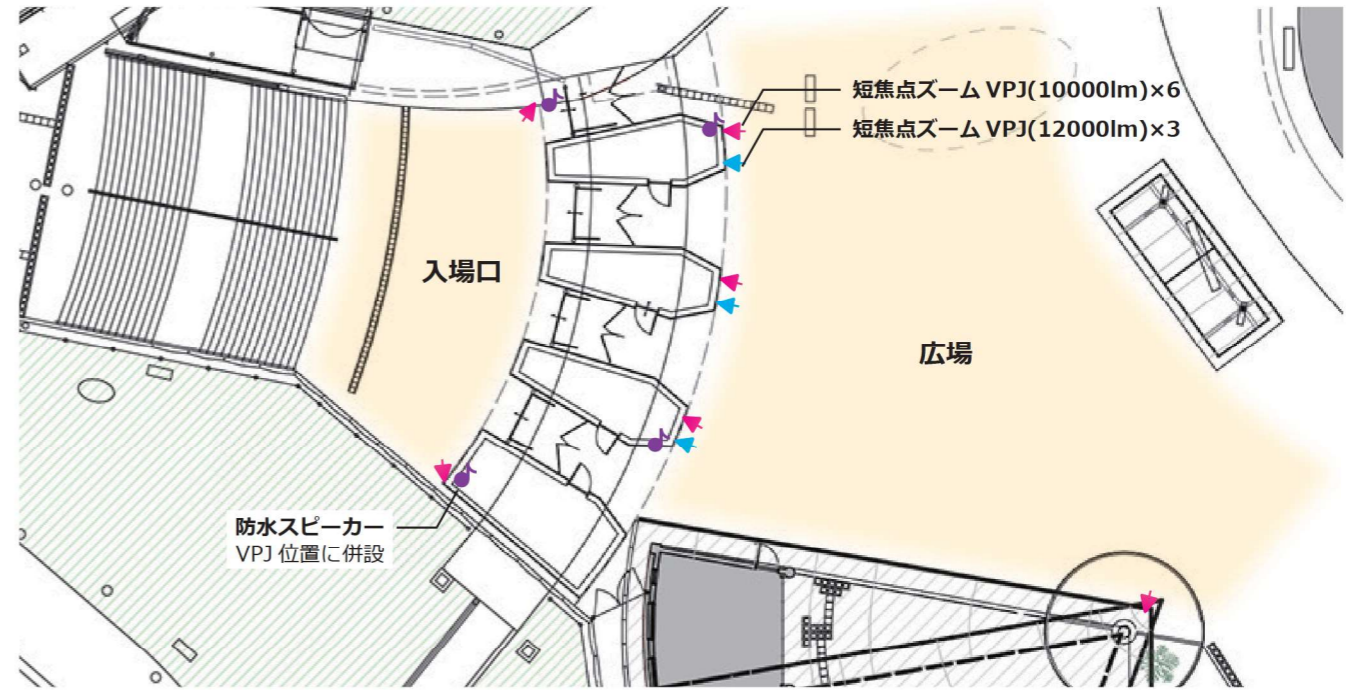 短焦点ズーム VPJ(10000lm)×6
短焦点ズーム VPJ(12000lm)×3
入場口
広場
防水スピーカー
VPJ 位置に併設